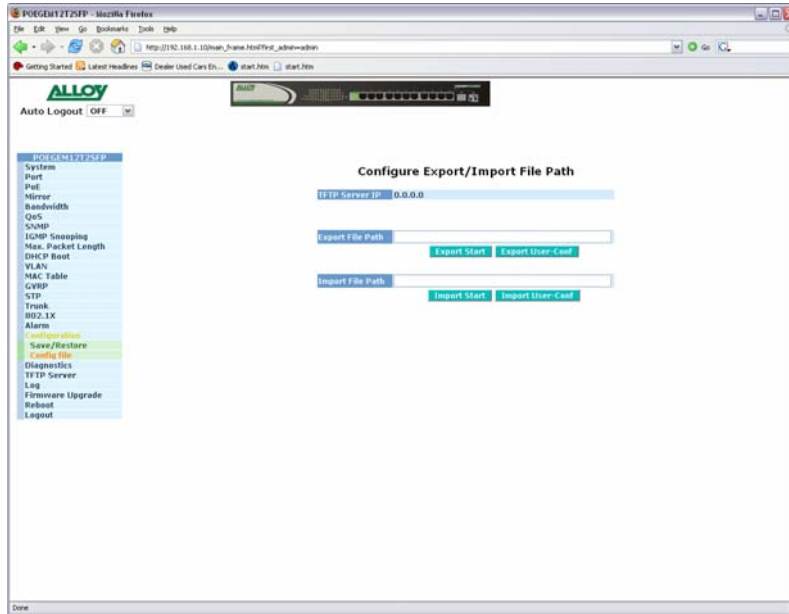 POEGEM12T2SFP - Mozilla Firefox
File Edit View Go Bookmarks Tools Help
http://192.168.1.10/main_frame.html?first_admin=admin
Go
Getting Started Latest Headlines Dealer Used Cars En... start.htm start.htm
ALLOY
Auto Logout OFF
ALLOY
POEGEM12T2SFP
System
Port
PoE
Mirror
Bandwidth
QoS
SNMP
IGMP Snooping
Max. Packet Length
DHCP Boot
VLAN
MAC Table
GVRP
STP
Trunk
802.1X
Alarm
Configuration
Save/Restore
Config file
Diagnostics
TFTP Server
Log
Firmware Upgrade
Reboot
Logout
Configure Export/Import File Path
TFTP Server IP 0.0.0.0
Export File Path
Export Start Export User-Conf
Import File Path
Import Start Import User-Conf
Done